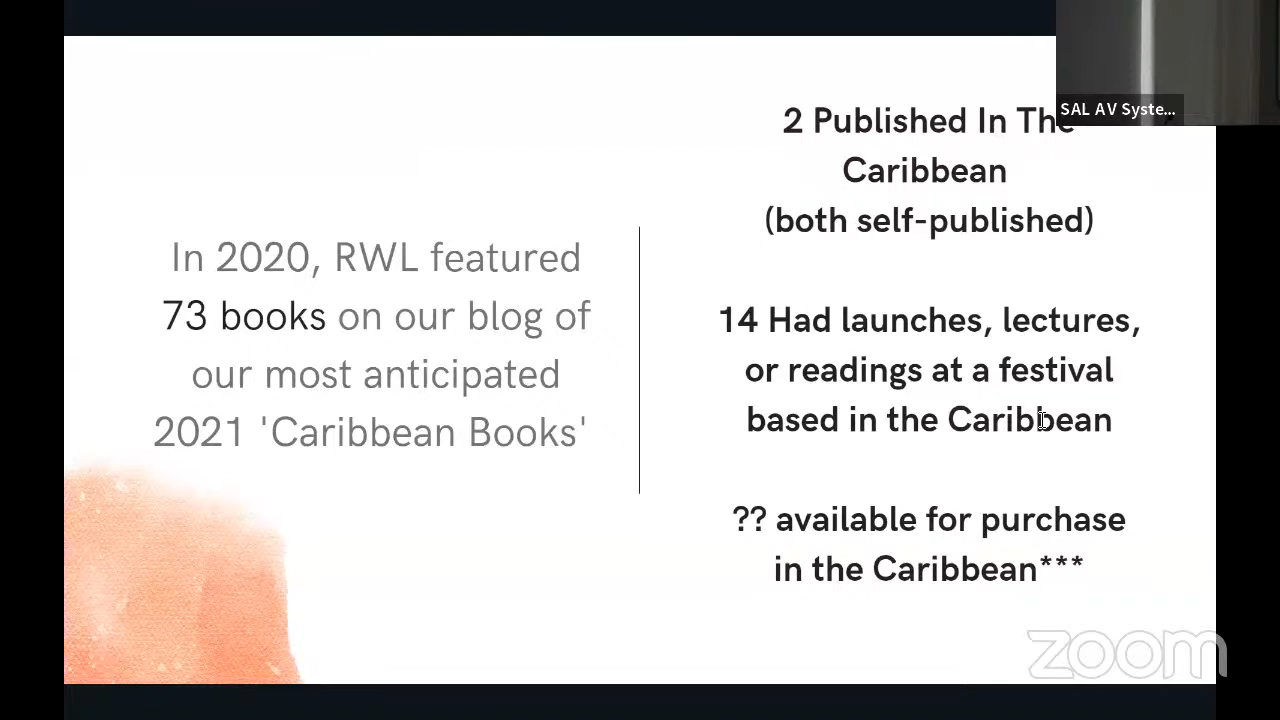 In 2020, RWL featured
73 books on our blog of
our most anticipated
2021 'Caribbean Books'
2 Published In The
Caribbean
(both self-published)
14 Had launches, lectures,
or readings at a festival
based in the Caribbean
?? available for purchase
in the Caribbean***
SAL AV Syste...
zoom